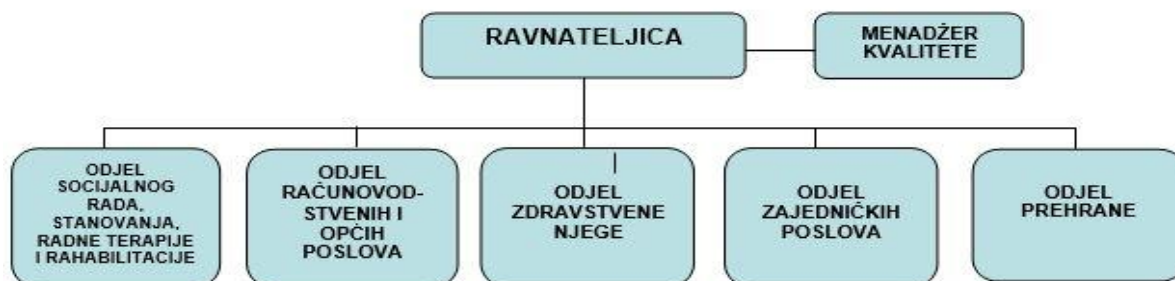 RAVNATELJICA
MENADŽER
KVALITETE
ODJEL
SOCIJALNOG
RADA,
STANOVANJA,
RADNE TERAPIJE
I RAHABILITACIJE
ODJEL
RAČUNOVOD-
STVENIH I
OPČIH
POSLOVA
ODJEL
ZDRAVSTVENE
NJEGE
ODJEL
ZAJEDNIČKIH
POSLOVA
ODJEL
PREHRANE